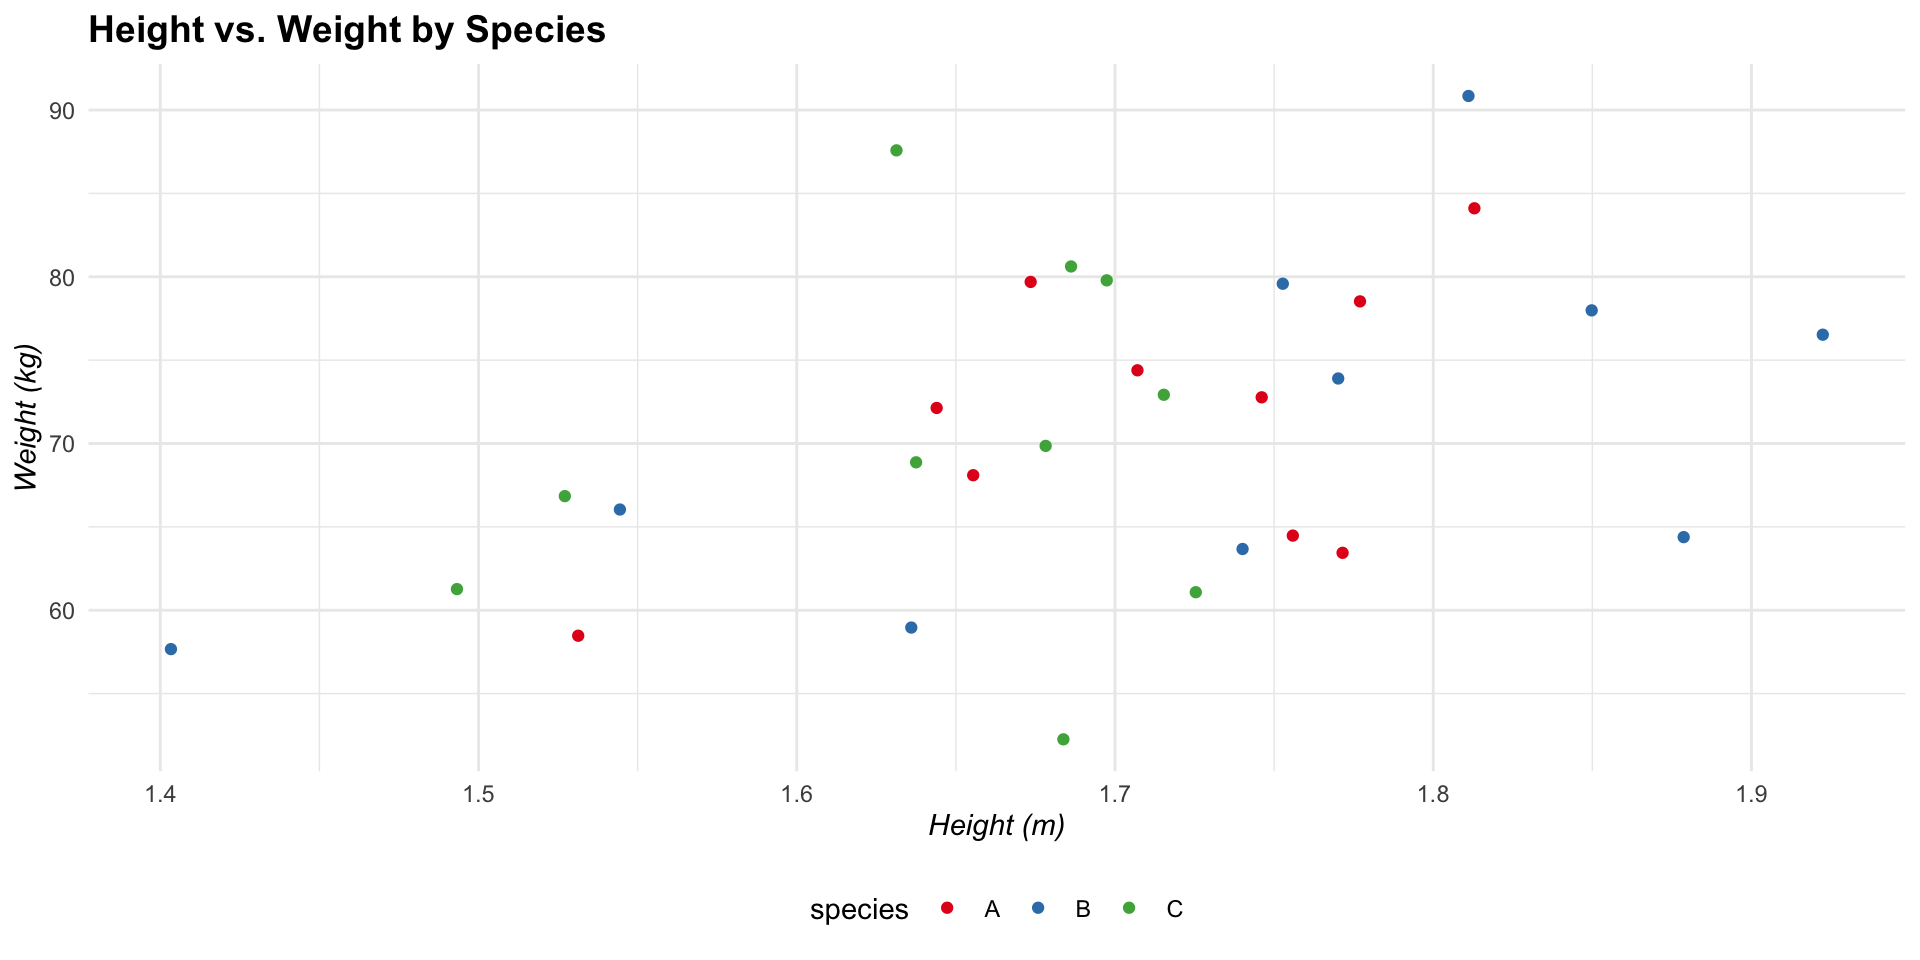 Height vs. Weight by Species
90
80
70
60
Weight (kg)
1.4 1.5 1.6 1.7 1.8 1.9
Height (m)
species A B C